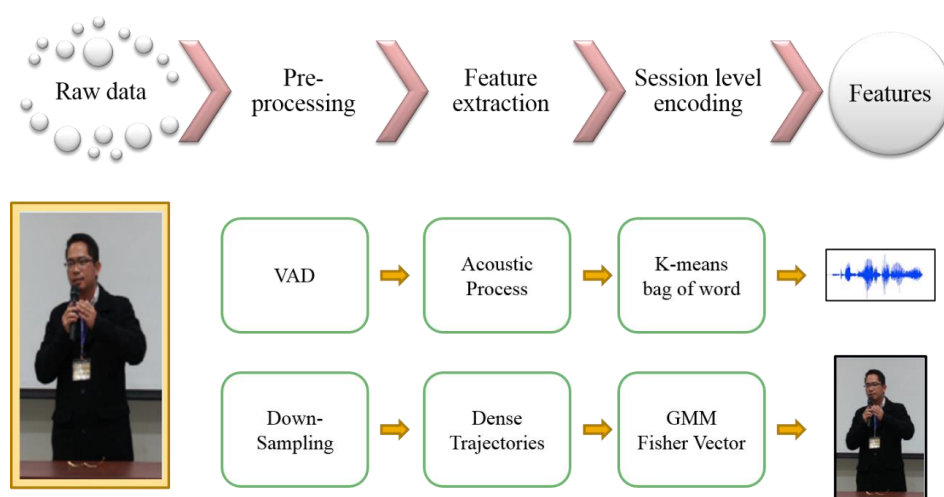 Raw data
Pre-
processing
Feature
extraction
Session level
encoding
Features
VAD
Acoustic
Process
K-means
bag of word
Down-
Sampling
Dense
Trajectories
GMM
Fisher Vector